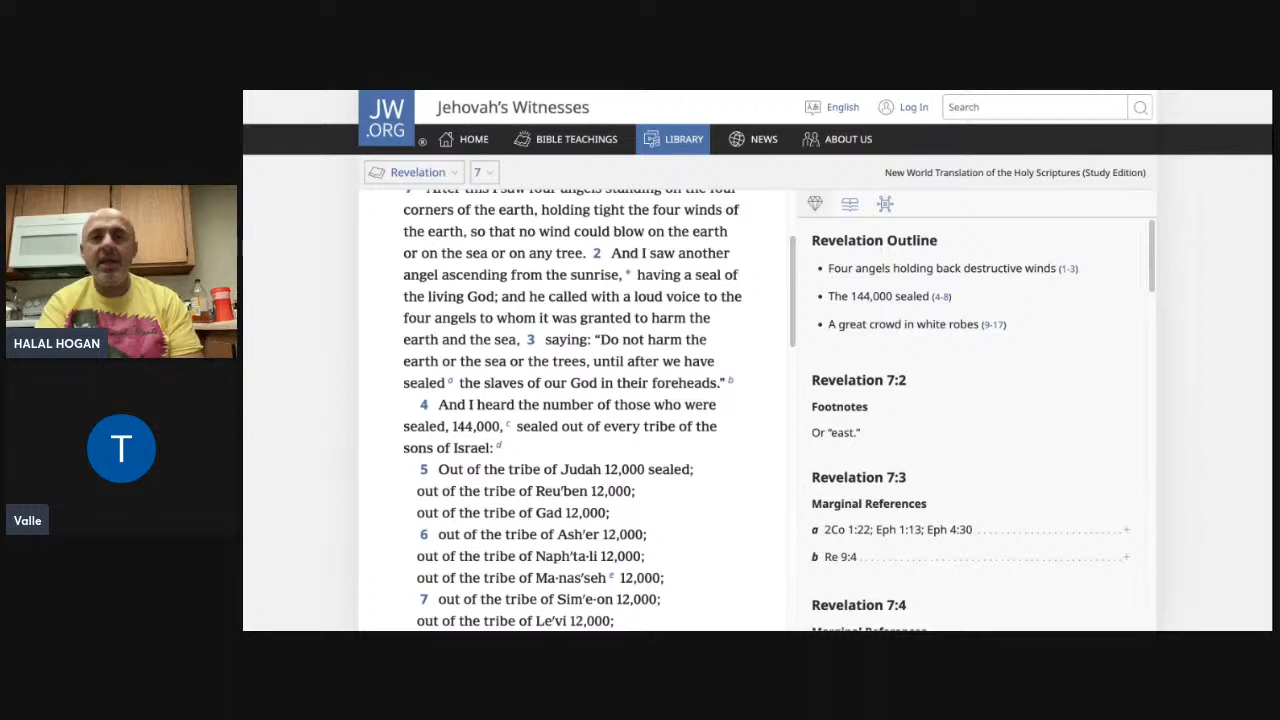 JW
.ORG
®
Jehovah's Witnesses
English
Log In
Search
HOME
BIBLE TEACHINGS
LIBRARY
NEWS
ABOUT US
Revelation
7
New World Translation of the Holy Scriptures (Study Edition)
7 After this I saw four angels standing on the four
corners of the earth, holding tight the four winds of
the earth, so that no wind could blow on the earth
or on the sea or on any tree. 2 And I saw another
angel ascending from the sunrise, * having a seal of
the living God; and he called with a loud voice to the
four angels to whom it was granted to harm the
earth and the sea, 3 saying: “Do not harm the
earth or the sea or the trees, until after we have
sealed a the slaves of our God in their foreheads.” b
4 And I heard the number of those who were
sealed, 144,000, c sealed out of every tribe of the
sons of Israel: d
5 Out of the tribe of Judah 12,000 sealed;
out of the tribe of Reu′ben 12,000;
out of the tribe of Gad 12,000;
6 out of the tribe of Ash′er 12,000;
out of the tribe of Naph′ta·li 12,000;
out of the tribe of Ma·nas′seh e 12,000;
7 out of the tribe of Sim′e·on 12,000;
out of the tribe of Le′vi 12,000;
Revelation Outline
• Four angels holding back destructive winds (1-3)
• The 144,000 sealed (4-8)
• A great crowd in white robes (9-17)
Revelation 7:2
Footnotes
Or “east.”
Revelation 7:3
Marginal References
a 2Co 1:22; Eph 1:13; Eph 4:30 +
b Re 9:4 +
Revelation 7:4
Marginal References
HALAL HOGAN
T
Valle